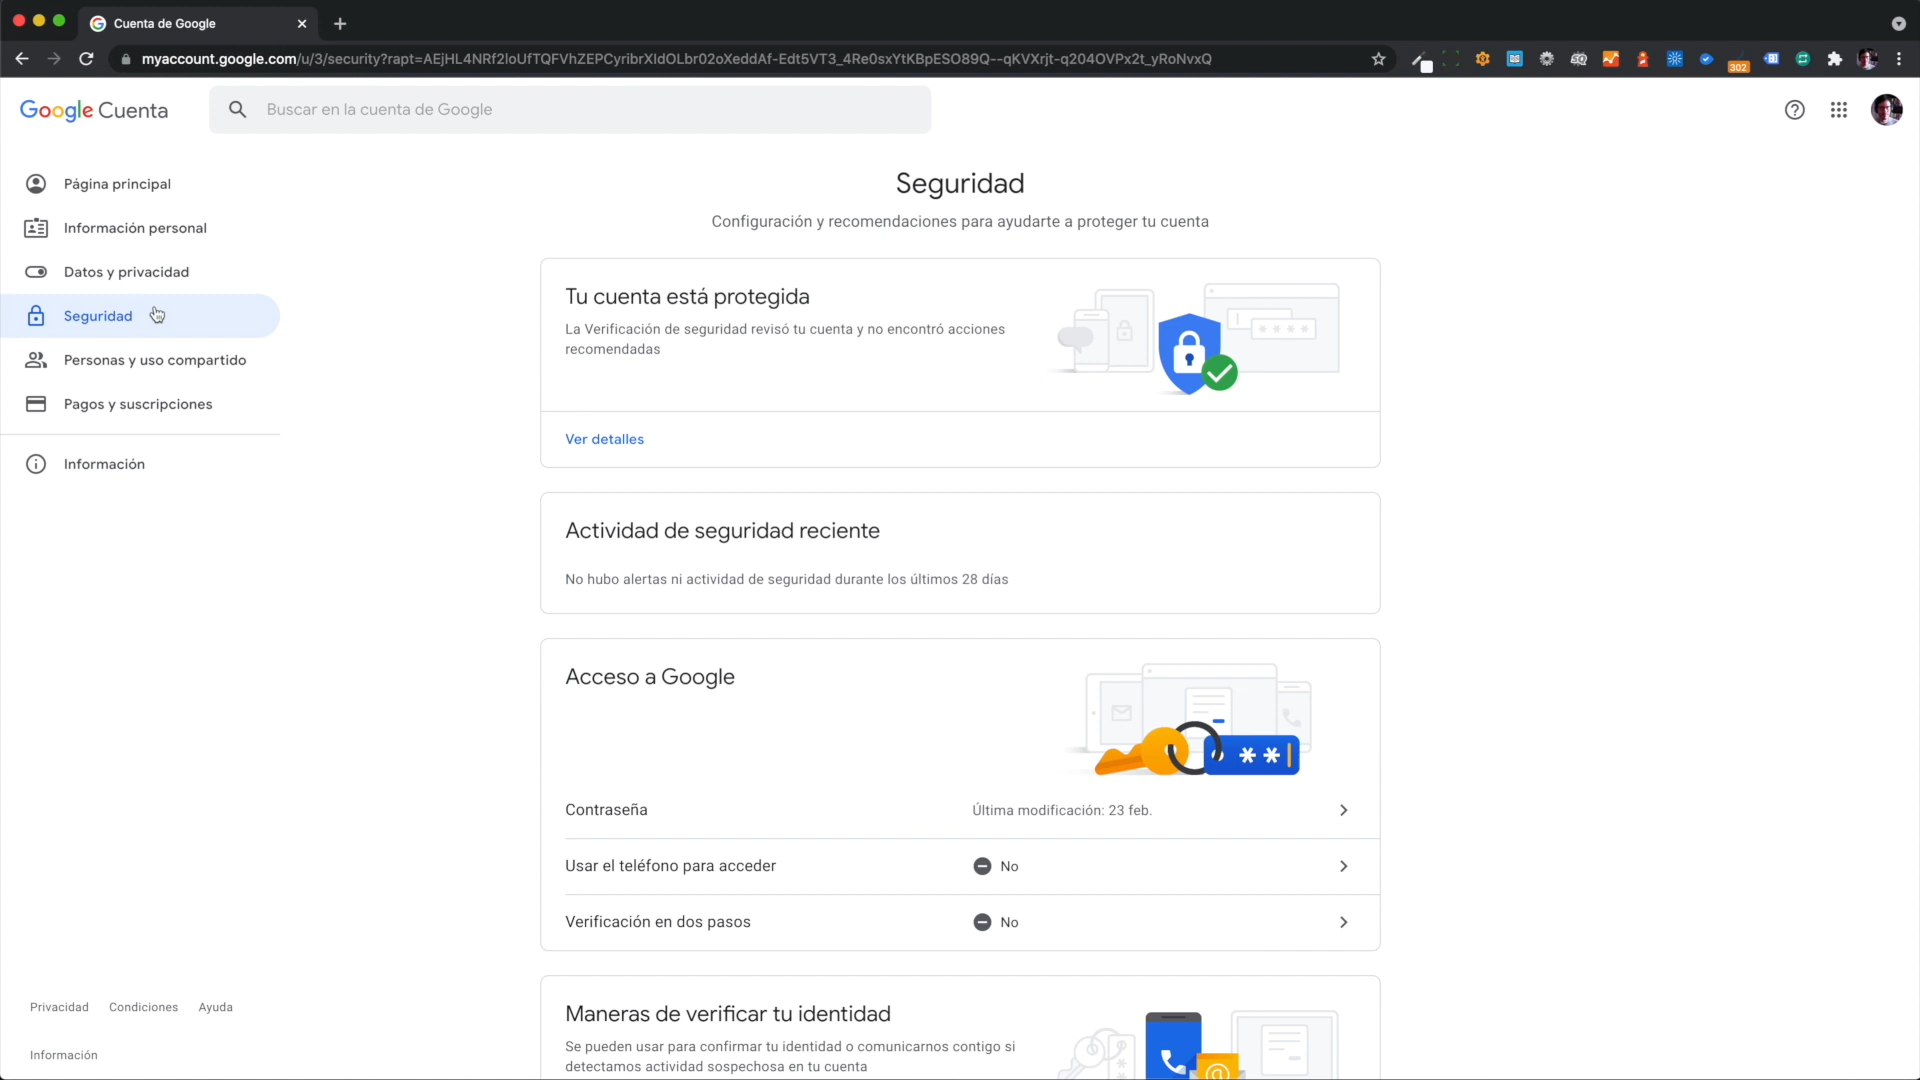 Cuenta de Google
myaccount.google.com/u/3/security?rapt=AEjHL4NRf2loUfTQFVhZEPCyribrXIdOLbr02oXeddAf-Edt5VT3_4Re0sxYtKBpESO89Q--qKVXrjt-q204OVPx2t_yRoNvxQ
302
Google Cuenta
Buscar en la cuenta de Google
Página principal
Información personal
Datos y privacidad
Seguridad
Personas y uso compartido
Pagos y suscripciones
Información
Seguridad
Configuración y recomendaciones para ayudarte a proteger tu cuenta
Tu cuenta está protegida
La Verificación de seguridad revisó tu cuenta y no encontró acciones
recomendadas
Ver detalles
Actividad de seguridad reciente
No hubo alertas ni actividad de seguridad durante los últimos 28 días
Acceso a Google
Contraseña
Última modificación: 23 feb.
Usar el teléfono para acceder
No
Verificación en dos pasos
No
Maneras de verificar tu identidad
Se pueden usar para confirmar tu identidad o comunicarnos contigo si
detectamos actividad sospechosa en tu cuenta
Privacidad
Condiciones
Ayuda
Información